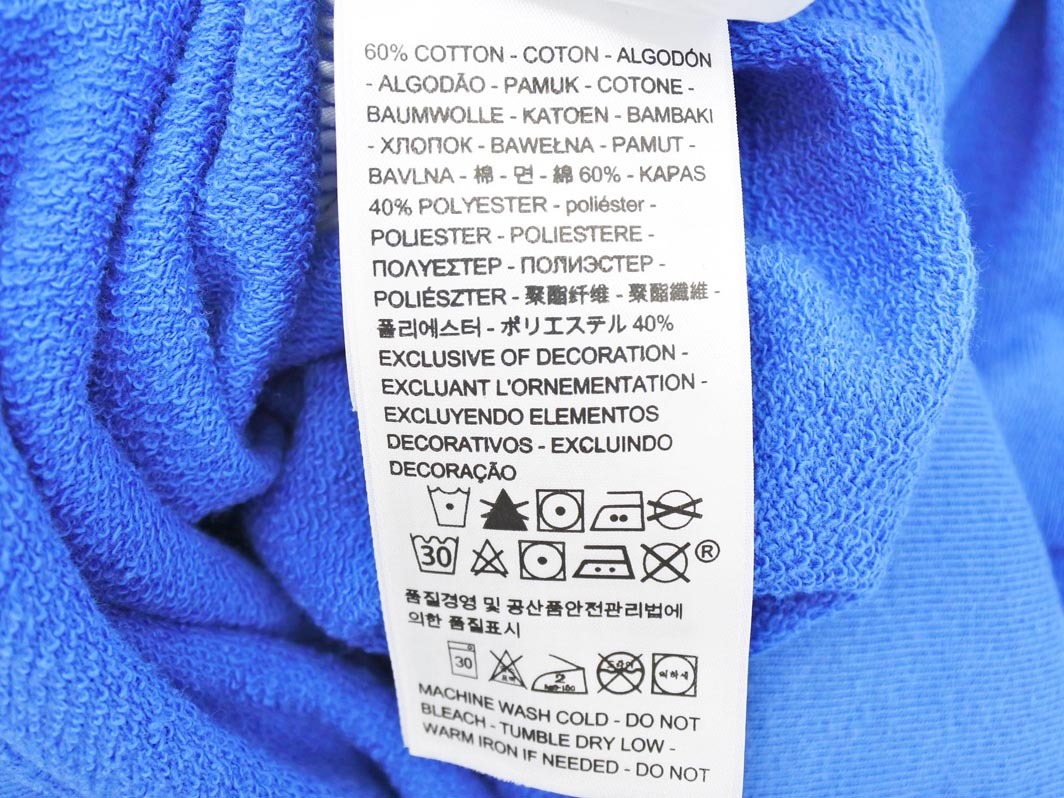 60% COTTON - COTON - ALGODÓN
- ALGODÃO - PAMUK - COTONE -
BAUMWOLLE - KATOEN - BAMBAKI
- ХЛОПОК - BAWEŁNA - PAMUT -
BAVLNA - 棉 - 면 - 綿 60% - KAPAS
40% POLYESTER - poliéster -
POLIESTER - POLIESTERE -
ΠΟΛΥΕΣΤΕΡ - ПОЛИЭСТЕР -
POLIÉSZTER - 聚酯纤维 - 聚酯纖維 -
폴리에스터 - ポリエステル 40%
EXCLUSIVE OF DECORATION -
EXCLUANT L'ORNEMENTATION -
EXCLUYENDO ELEMENTOS
DECORATIVOS - EXCLUINDO
DECORAÇÃO
30 ®
품질경영 및 공산품안전관리법에
의한 품질표시
30 2
MACHINE WASH COLD - DO NOT
BLEACH - TUMBLE DRY LOW -
WARM IRON IF NEEDED - DO NOT